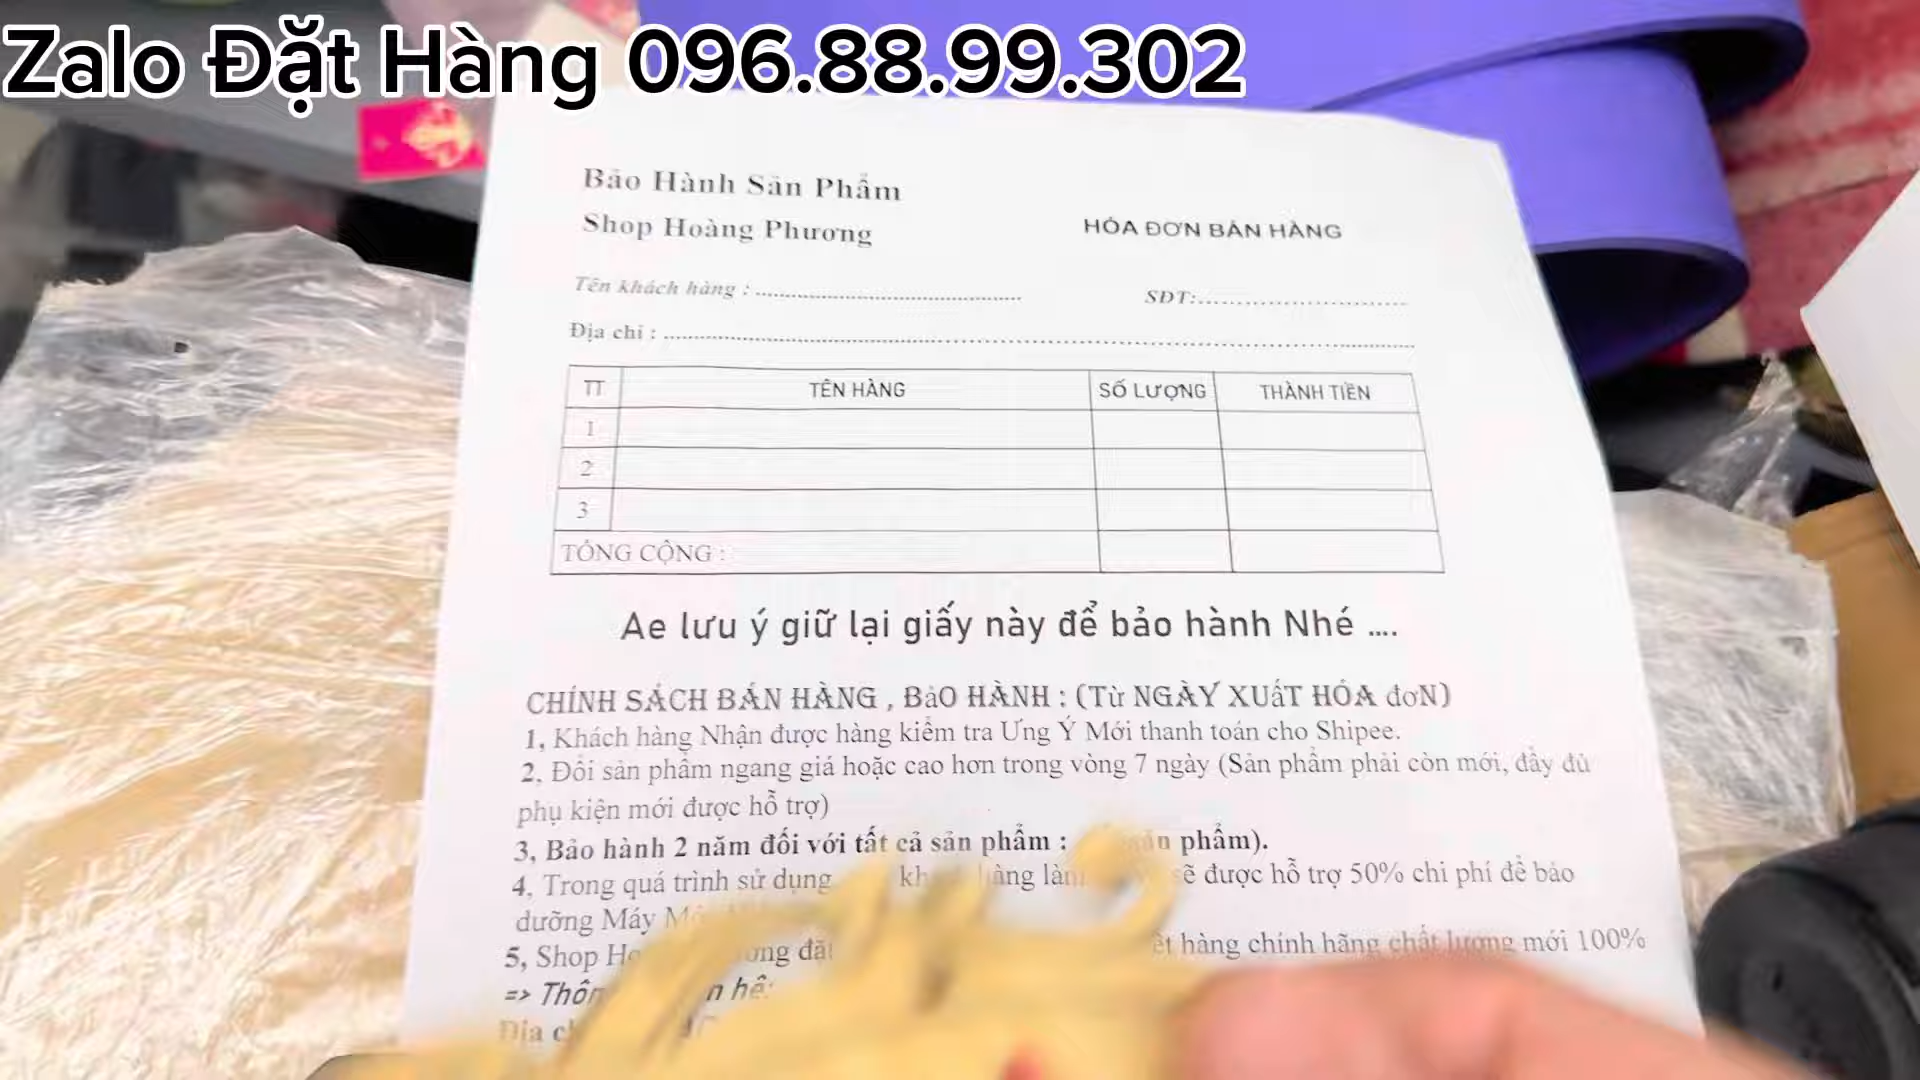 Zalo Đặt Hàng 096.88.99.302
Bảo Hành Sản Phẩm
Shop Hoàng Phương
HÓA ĐƠN BÁN HÀNG
Tên khách hàng : ........................................
SĐT:............................
Địa chỉ : ................................................................................
TT TÊN HÀNG SỐ LƯỢNG THÀNH TIỀN
1
2
3
TỔNG CỘNG :
Ae lưu ý giữ lại giấy này để bảo hành Nhé ....
CHÍNH SÁCH BÁN HÀNG , BảO HÀNH : (Từ NGÀY XUấT HÓA đơN)
1, Khách hàng Nhận được hàng kiểm tra Ưng Ý Mới thanh toán cho Shipee.
2, Đổi sản phẩm ngang giá hoặc cao hơn trong vòng 7 ngày (Sản phẩm phải còn mới, đầy đủ
phụ kiện mới được hỗ trợ)
3, Bảo hành 2 năm đối với tất cả sản phẩm : phẩm).
4, Trong quá trình sử dụng sẽ được hỗ trợ 50% chi phí để bảo
dưỡng Máy
5, Shop hàng chính hãng chất lượng mới 100%
=>
Địa